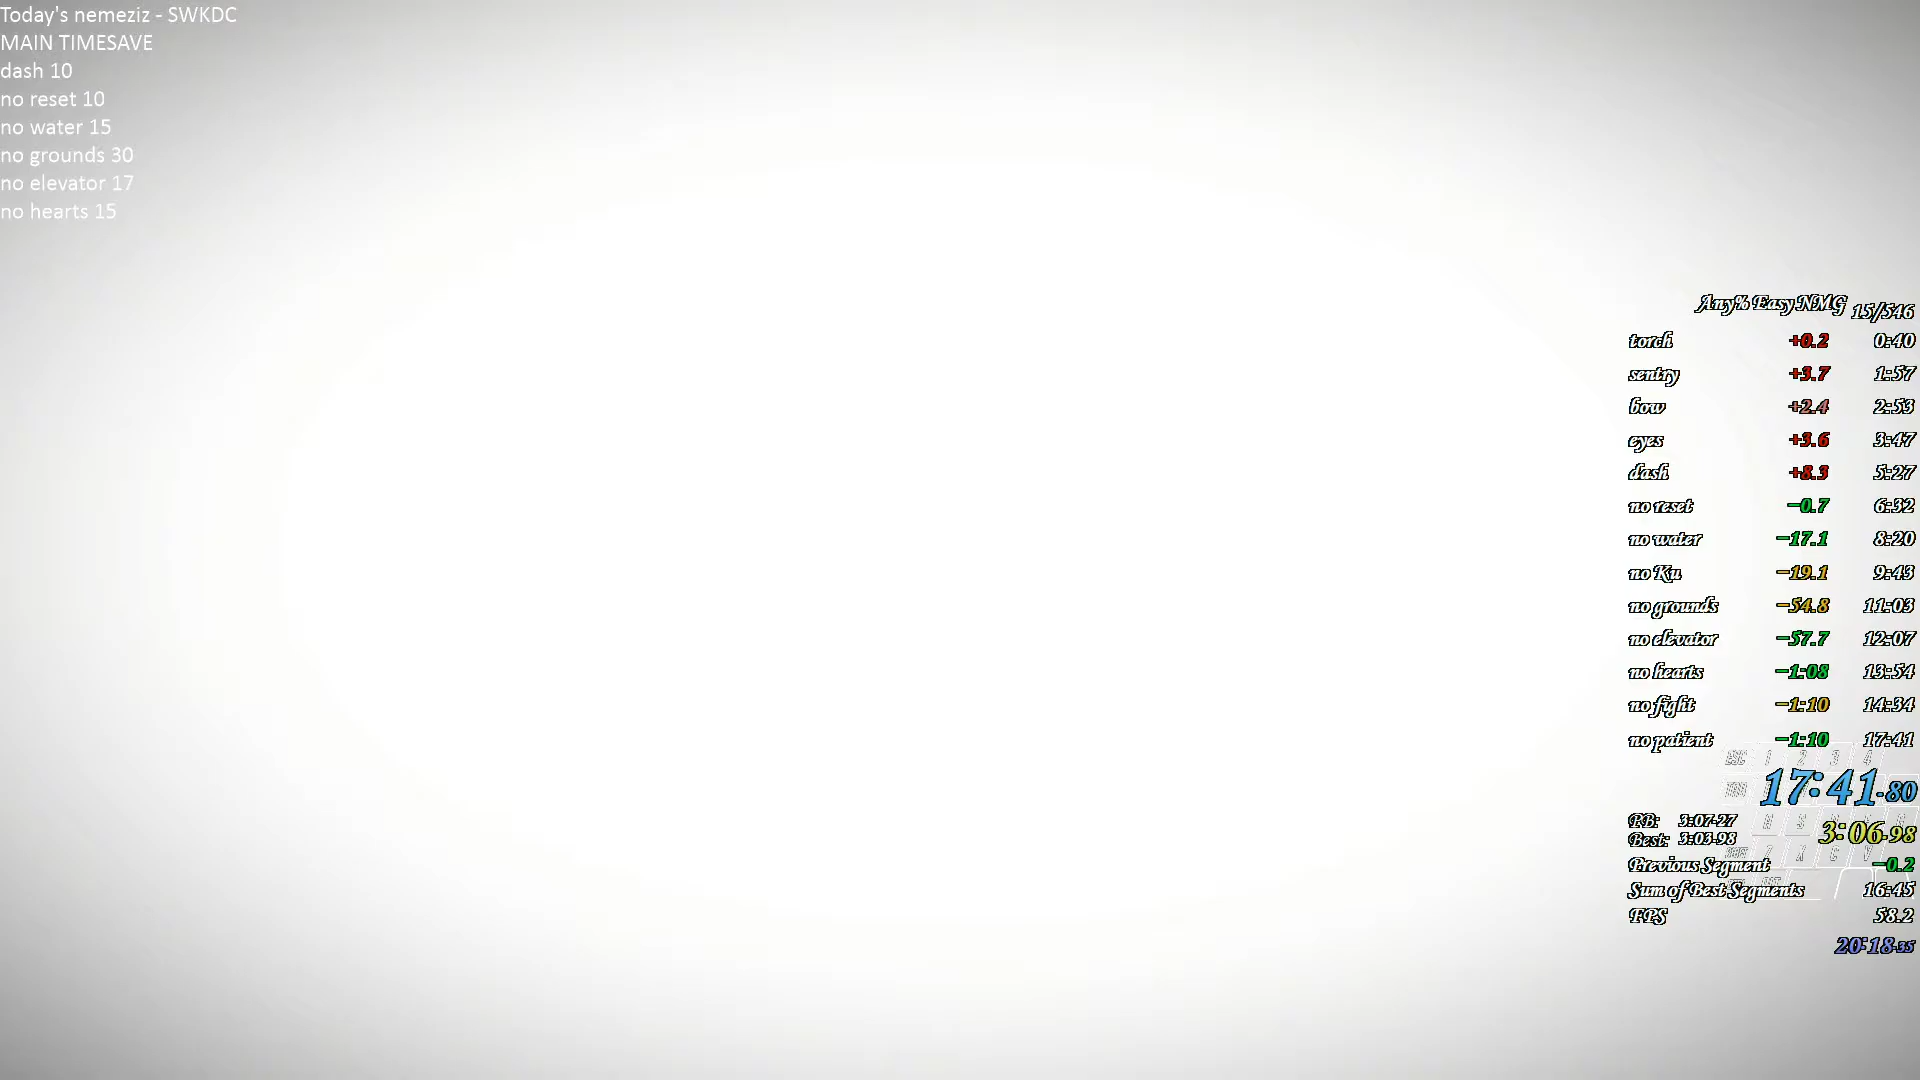 Today's nemeziz - SWKDC
MAIN TIMESAVE
dash 10
no reset 10
no water 15
no grounds 30
no elevator 17
no hearts 15
Any% Easy NMG 15/546
torch +0.2 0:40
sentry +3.7 1:57
bow +2.4 2:53
eyes +3.6 3:47
dash +8.3 5:27
no reset −0.7 6:32
no water −17.1 8:20
no Ku −19.1 9:43
no grounds −54.8 11:03
no elevator −57.7 12:07
no hearts −1:08 13:54
no fight −1:10 14:34
no patient −1:10 17:41
ESC 1 2 3 4
17:41.80
PB: 3:07.27
Best: 3:03.98
3:06.98
Z X C V
Previous Segment −0.2
Sum of Best Segments 16:45
FPS 58.2
20:18.35